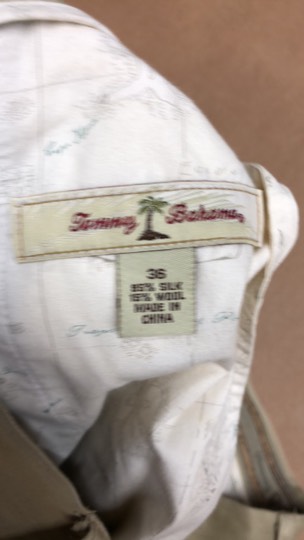 Tommy Bahama
36
85% SILK
15% WOOL
MADE IN
CHINA